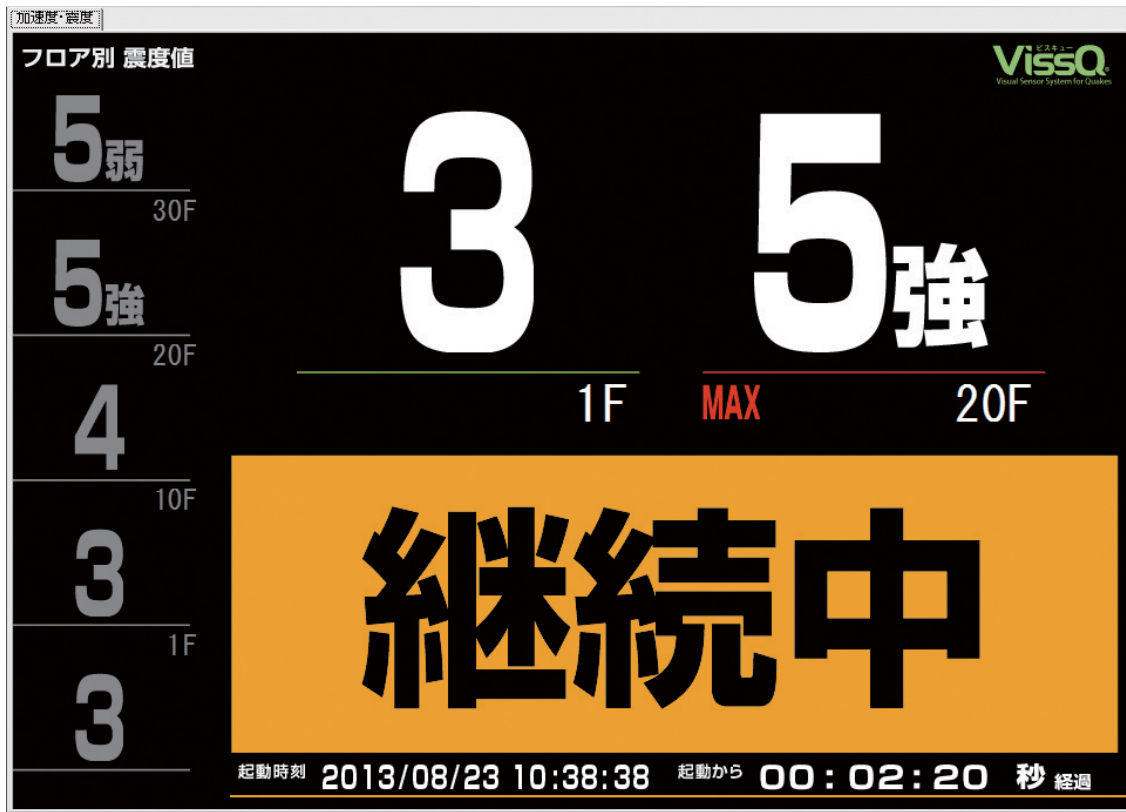 加速度・震度
フロア別 震度値
ビスキュー
VissQ®
Visual Sensor System for Quakes
5弱
30F
5強
20F
4
10F
3
1F
3
3
1F
5強
MAX 20F
継続中
起動時刻 2013/08/23 10:38:38 起動から 00:02:20 秒 経過